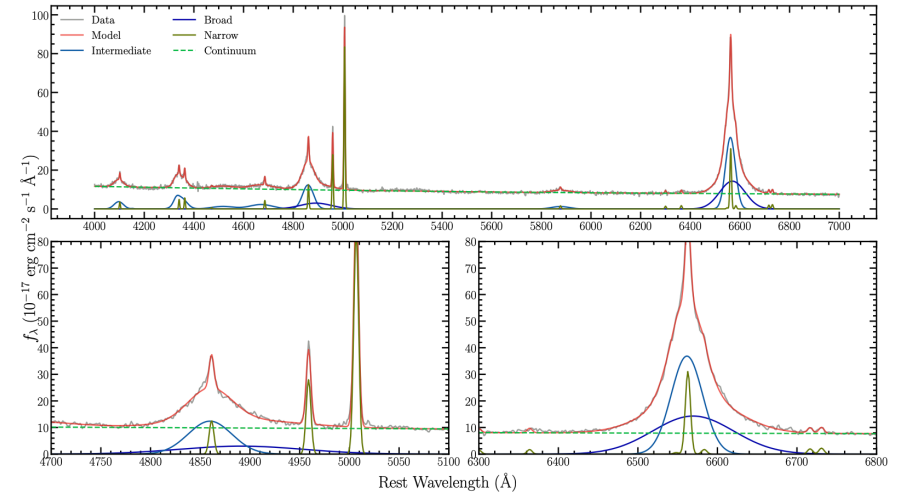 Data
Model
Intermediate
Broad
Narrow
Continuum
100
80
60
40
20
0
4000 4200 4400 4600 4800 5000 5200 5400 5600 5800 6000 6200 6400 6600 6800 7000
f_λ (10⁻¹⁷ erg cm⁻² s⁻¹ Å⁻¹)
80
70
60
50
40
30
20
10
0
4700 4750 4800 4850 4900 4950 5000 5050 5100
80
70
60
50
40
30
20
10
0
6300 6400 6500 6600 6700 6800
Rest Wavelength (Å)